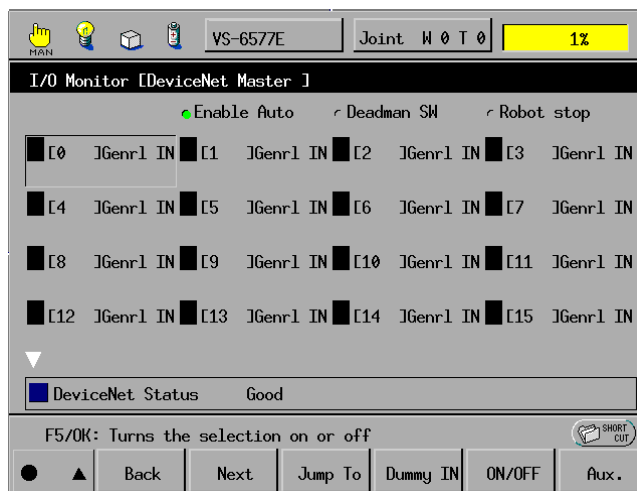 MAN VS-6577E Joint W 0 T 0 1%
I/O Monitor [DeviceNet Master ]
Enable Auto Deadman SW Robot stop
[0 ]Genrl IN [1 ]Genrl IN [2 ]Genrl IN [3 ]Genrl IN
[4 ]Genrl IN [5 ]Genrl IN [6 ]Genrl IN [7 ]Genrl IN
[8 ]Genrl IN [9 ]Genrl IN [10 ]Genrl IN [11 ]Genrl IN
[12 ]Genrl IN [13 ]Genrl IN [14 ]Genrl IN [15 ]Genrl IN
DeviceNet Status Good
F5/OK: Turns the selection on or off SHORT CUT
Back Next Jump To Dummy IN ON/OFF Aux.